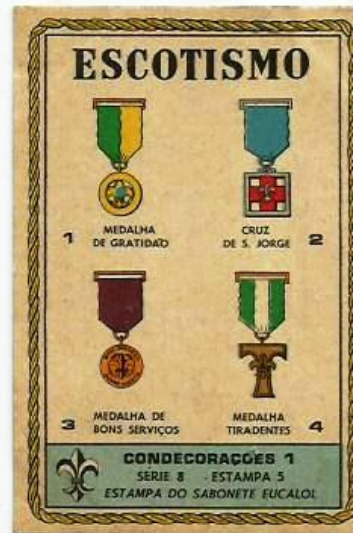 ESCOTISMO
1 MEDALHA
DE GRATIDAO
CRUZ
DE S. JORGE 2
3 MEDALHA DE
BONS SERVIÇOS
MEDALHA
TIRADENTES 4
CONDECORAÇÕES 1
SÉRIE 8 - ESTAMPA 5
ESTAMPA DO SABONETE EUCALOL